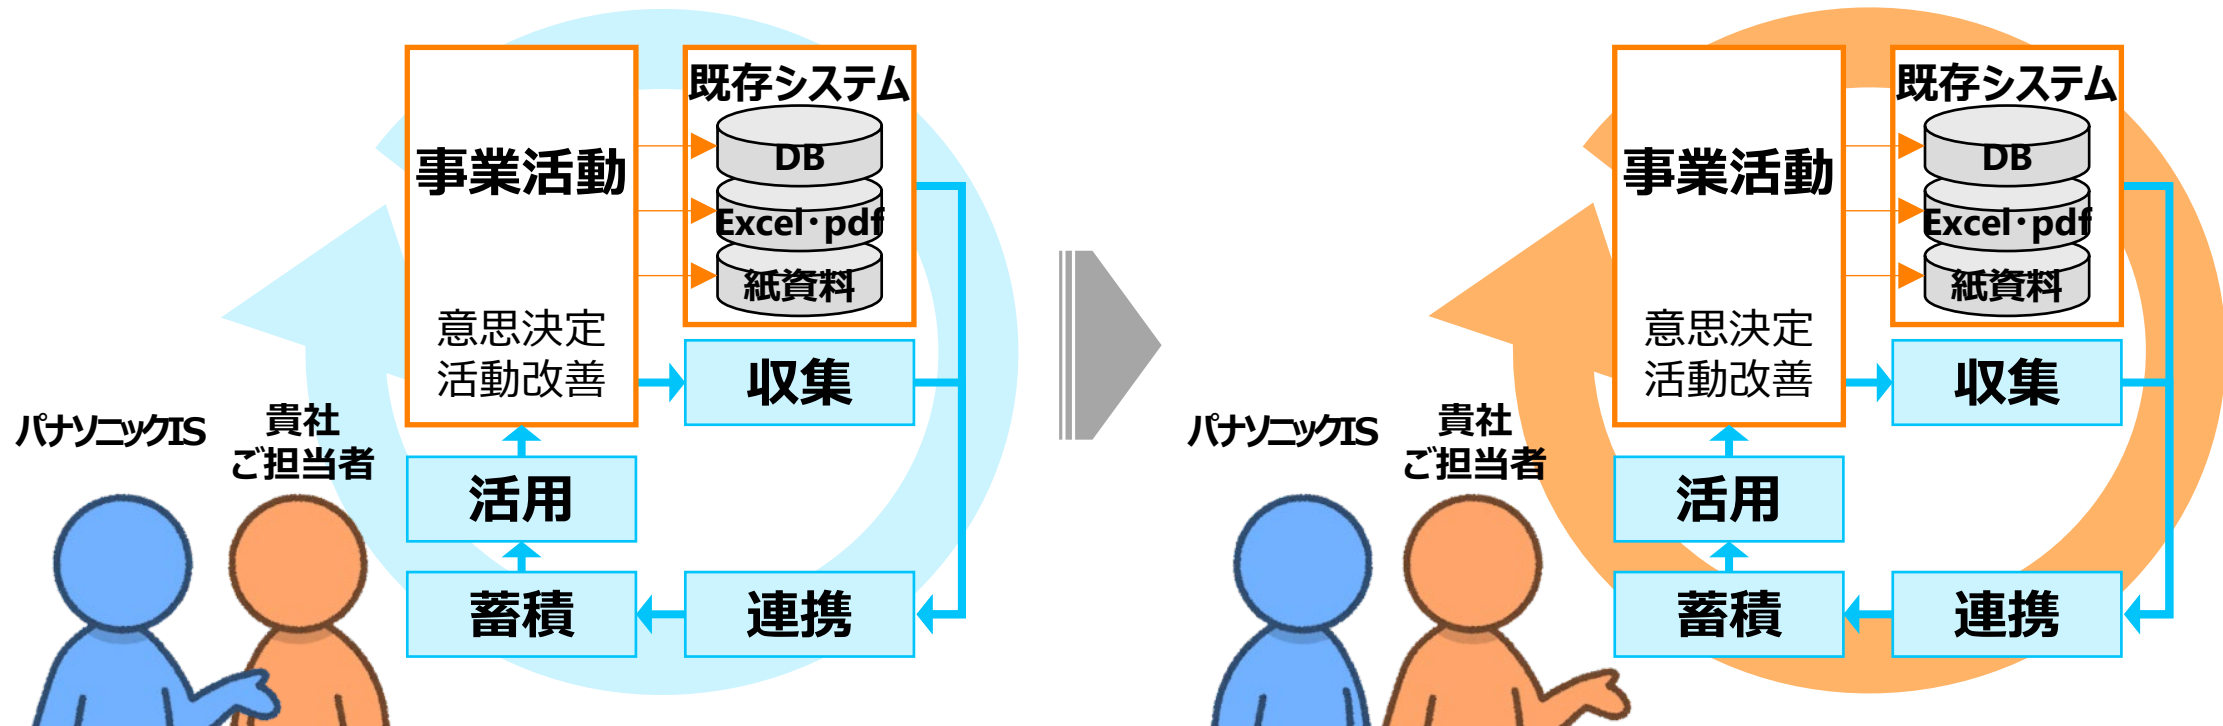 既存システム
事業活動
DB
Excel・pdf
紙資料
意思決定
活動改善
収集
パナソニックIS
貴社
ご担当者
活用
蓄積
連携
既存システム
事業活動
DB
Excel・pdf
紙資料
意思決定
活動改善
収集
パナソニックIS
貴社
ご担当者
活用
蓄積
連携